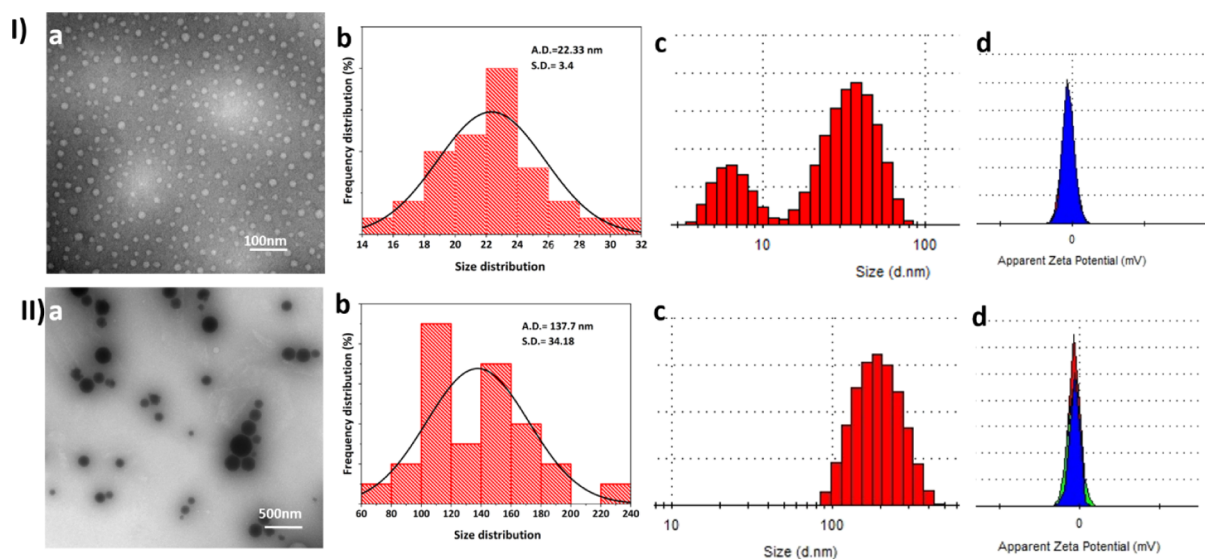 I)
a
100nm
b
A.D.=22.33 nm
S.D.= 3.4
Frequency distribution (%)
14 16 18 20 22 24 26 28 30 32
Size distribution
c
10 100
Size (d.nm)
d
0
Apparent Zeta Potential (mV)
II)
a
500nm
b
A.D.= 137.7 nm
S.D.= 34.18
Frequency distribution (%)
60 80 100 120 140 160 180 200 220 240
Size distribution
c
10 100
Size (d.nm)
d
0
Apparent Zeta Potential (mV)